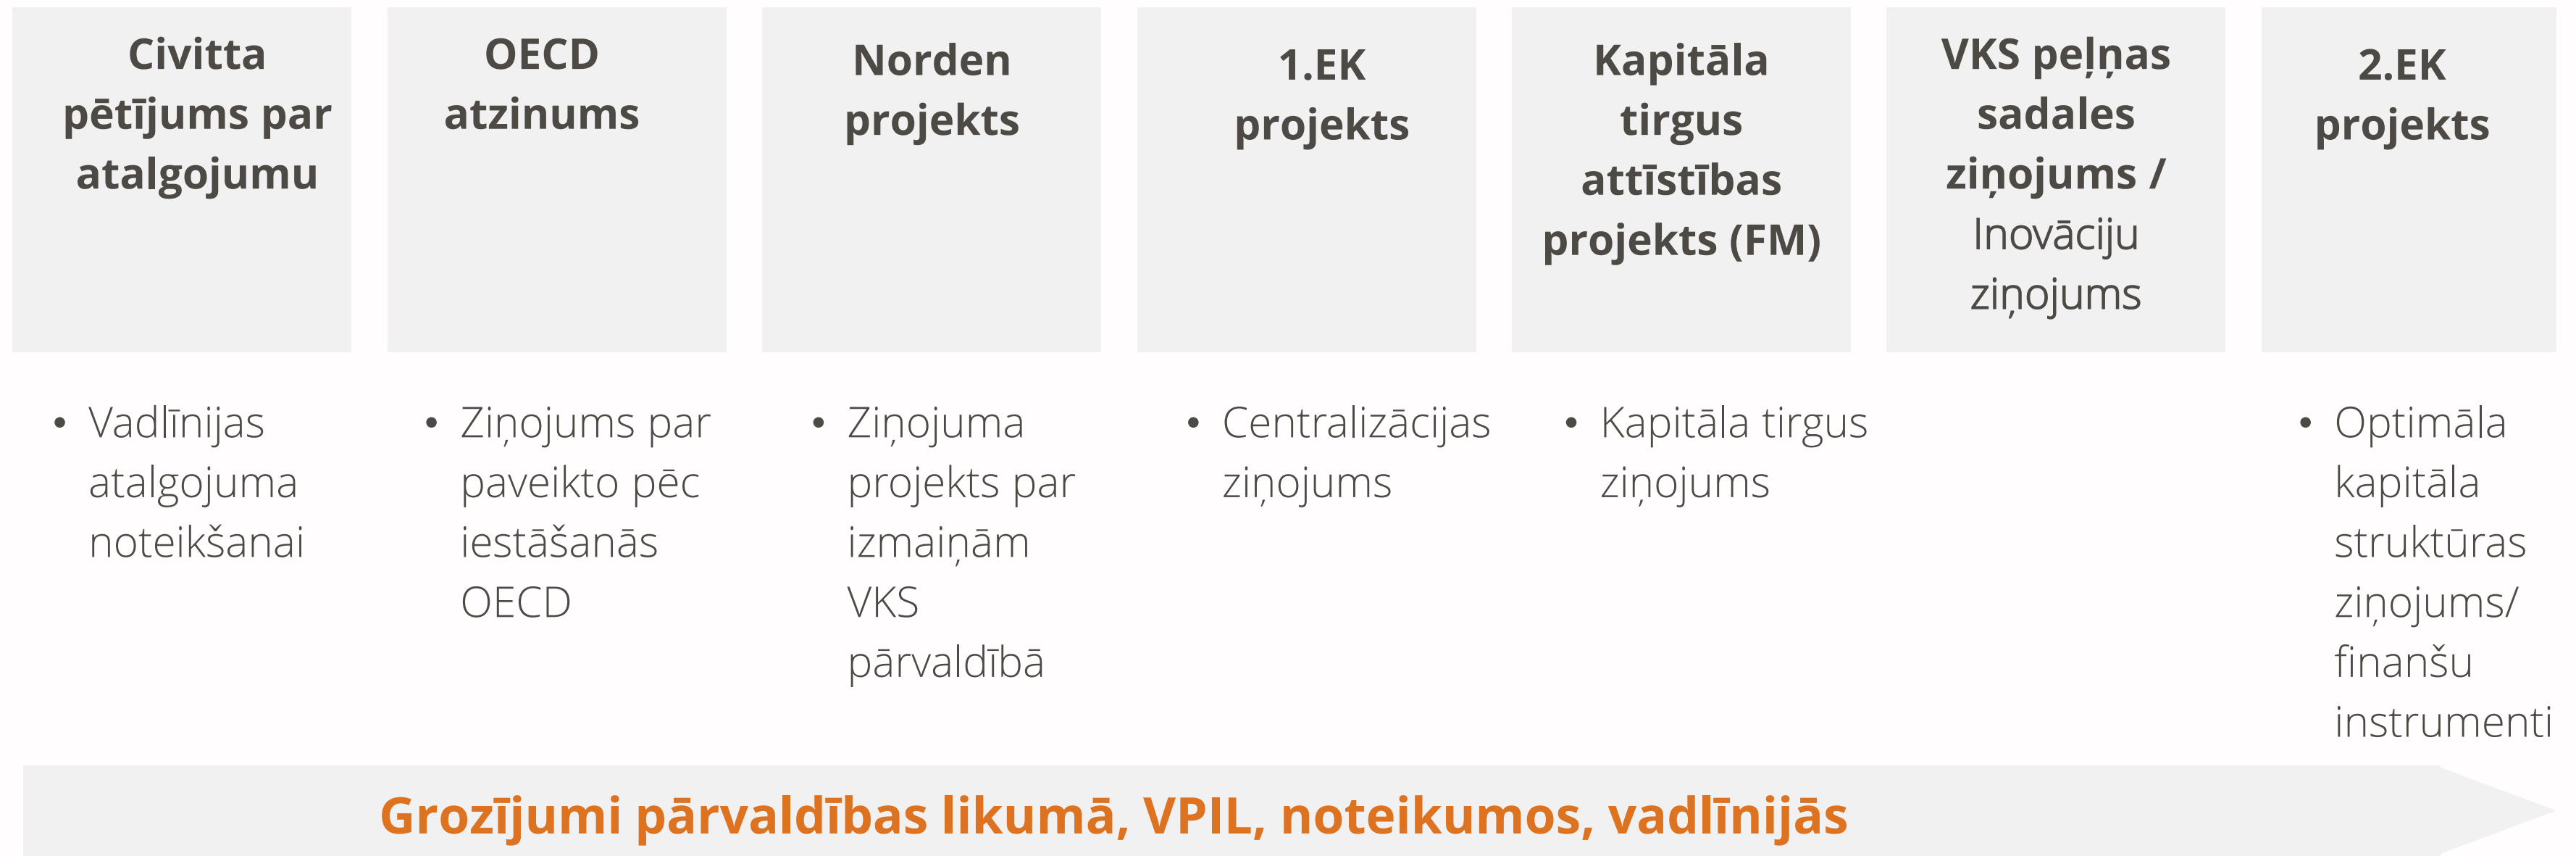 Civitta
pētījums par
atalgojumu
OECD
atzinums
Norden
projekts
1.EK
projekts
Kapitāla
tirgus
attīstības
projekts (FM)
VKS peļņas
sadales
ziņojums /
Inovāciju
ziņojums
2.EK
projekts
• Vadlīnijas
atalgojuma
noteikšanai
• Ziņojums par
paveikto pēc
iestāšanās
OECD
• Ziņojuma
projekts par
izmaiņām
VKS
pārvaldībā
• Centralizācijas
ziņojums
• Kapitāla tirgus
ziņojums
• Optimāla
kapitāla
struktūras
ziņojums/
finanšu
instrumenti
Grozījumi pārvaldības likumā, VPIL, noteikumos, vadlīnijās